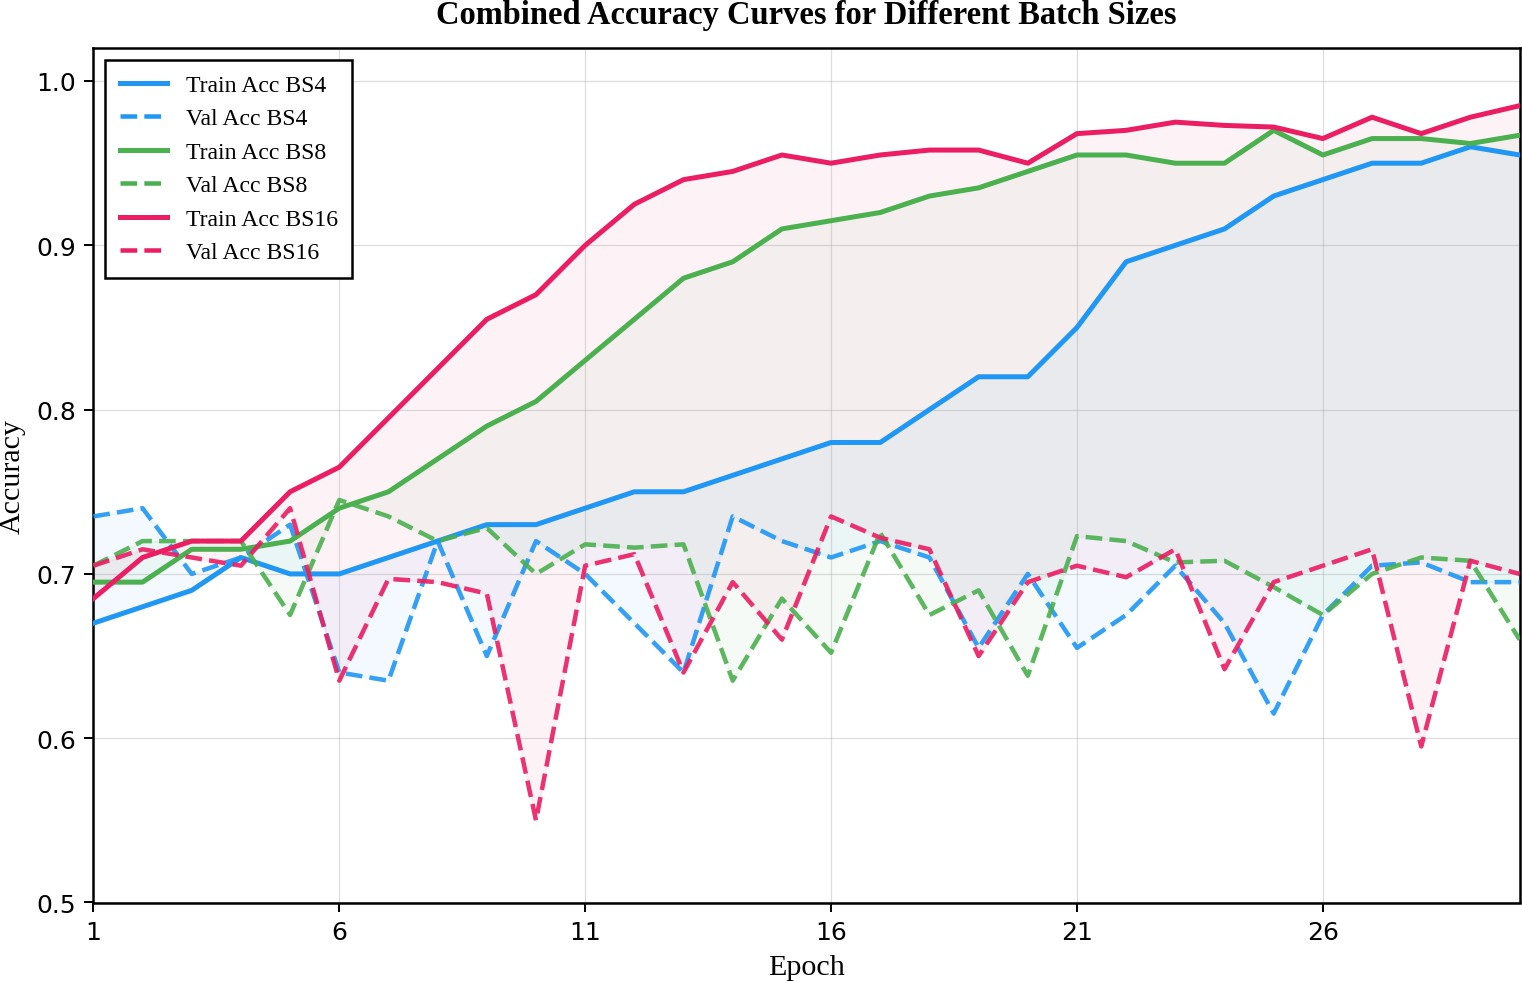 Combined Accuracy Curves for Different Batch Sizes
Train Acc BS4
Val Acc BS4
Train Acc BS8
Val Acc BS8
Train Acc BS16
Val Acc BS16
Accuracy
1.0
0.9
0.8
0.7
0.6
0.5
1 6 11 16 21 26
Epoch